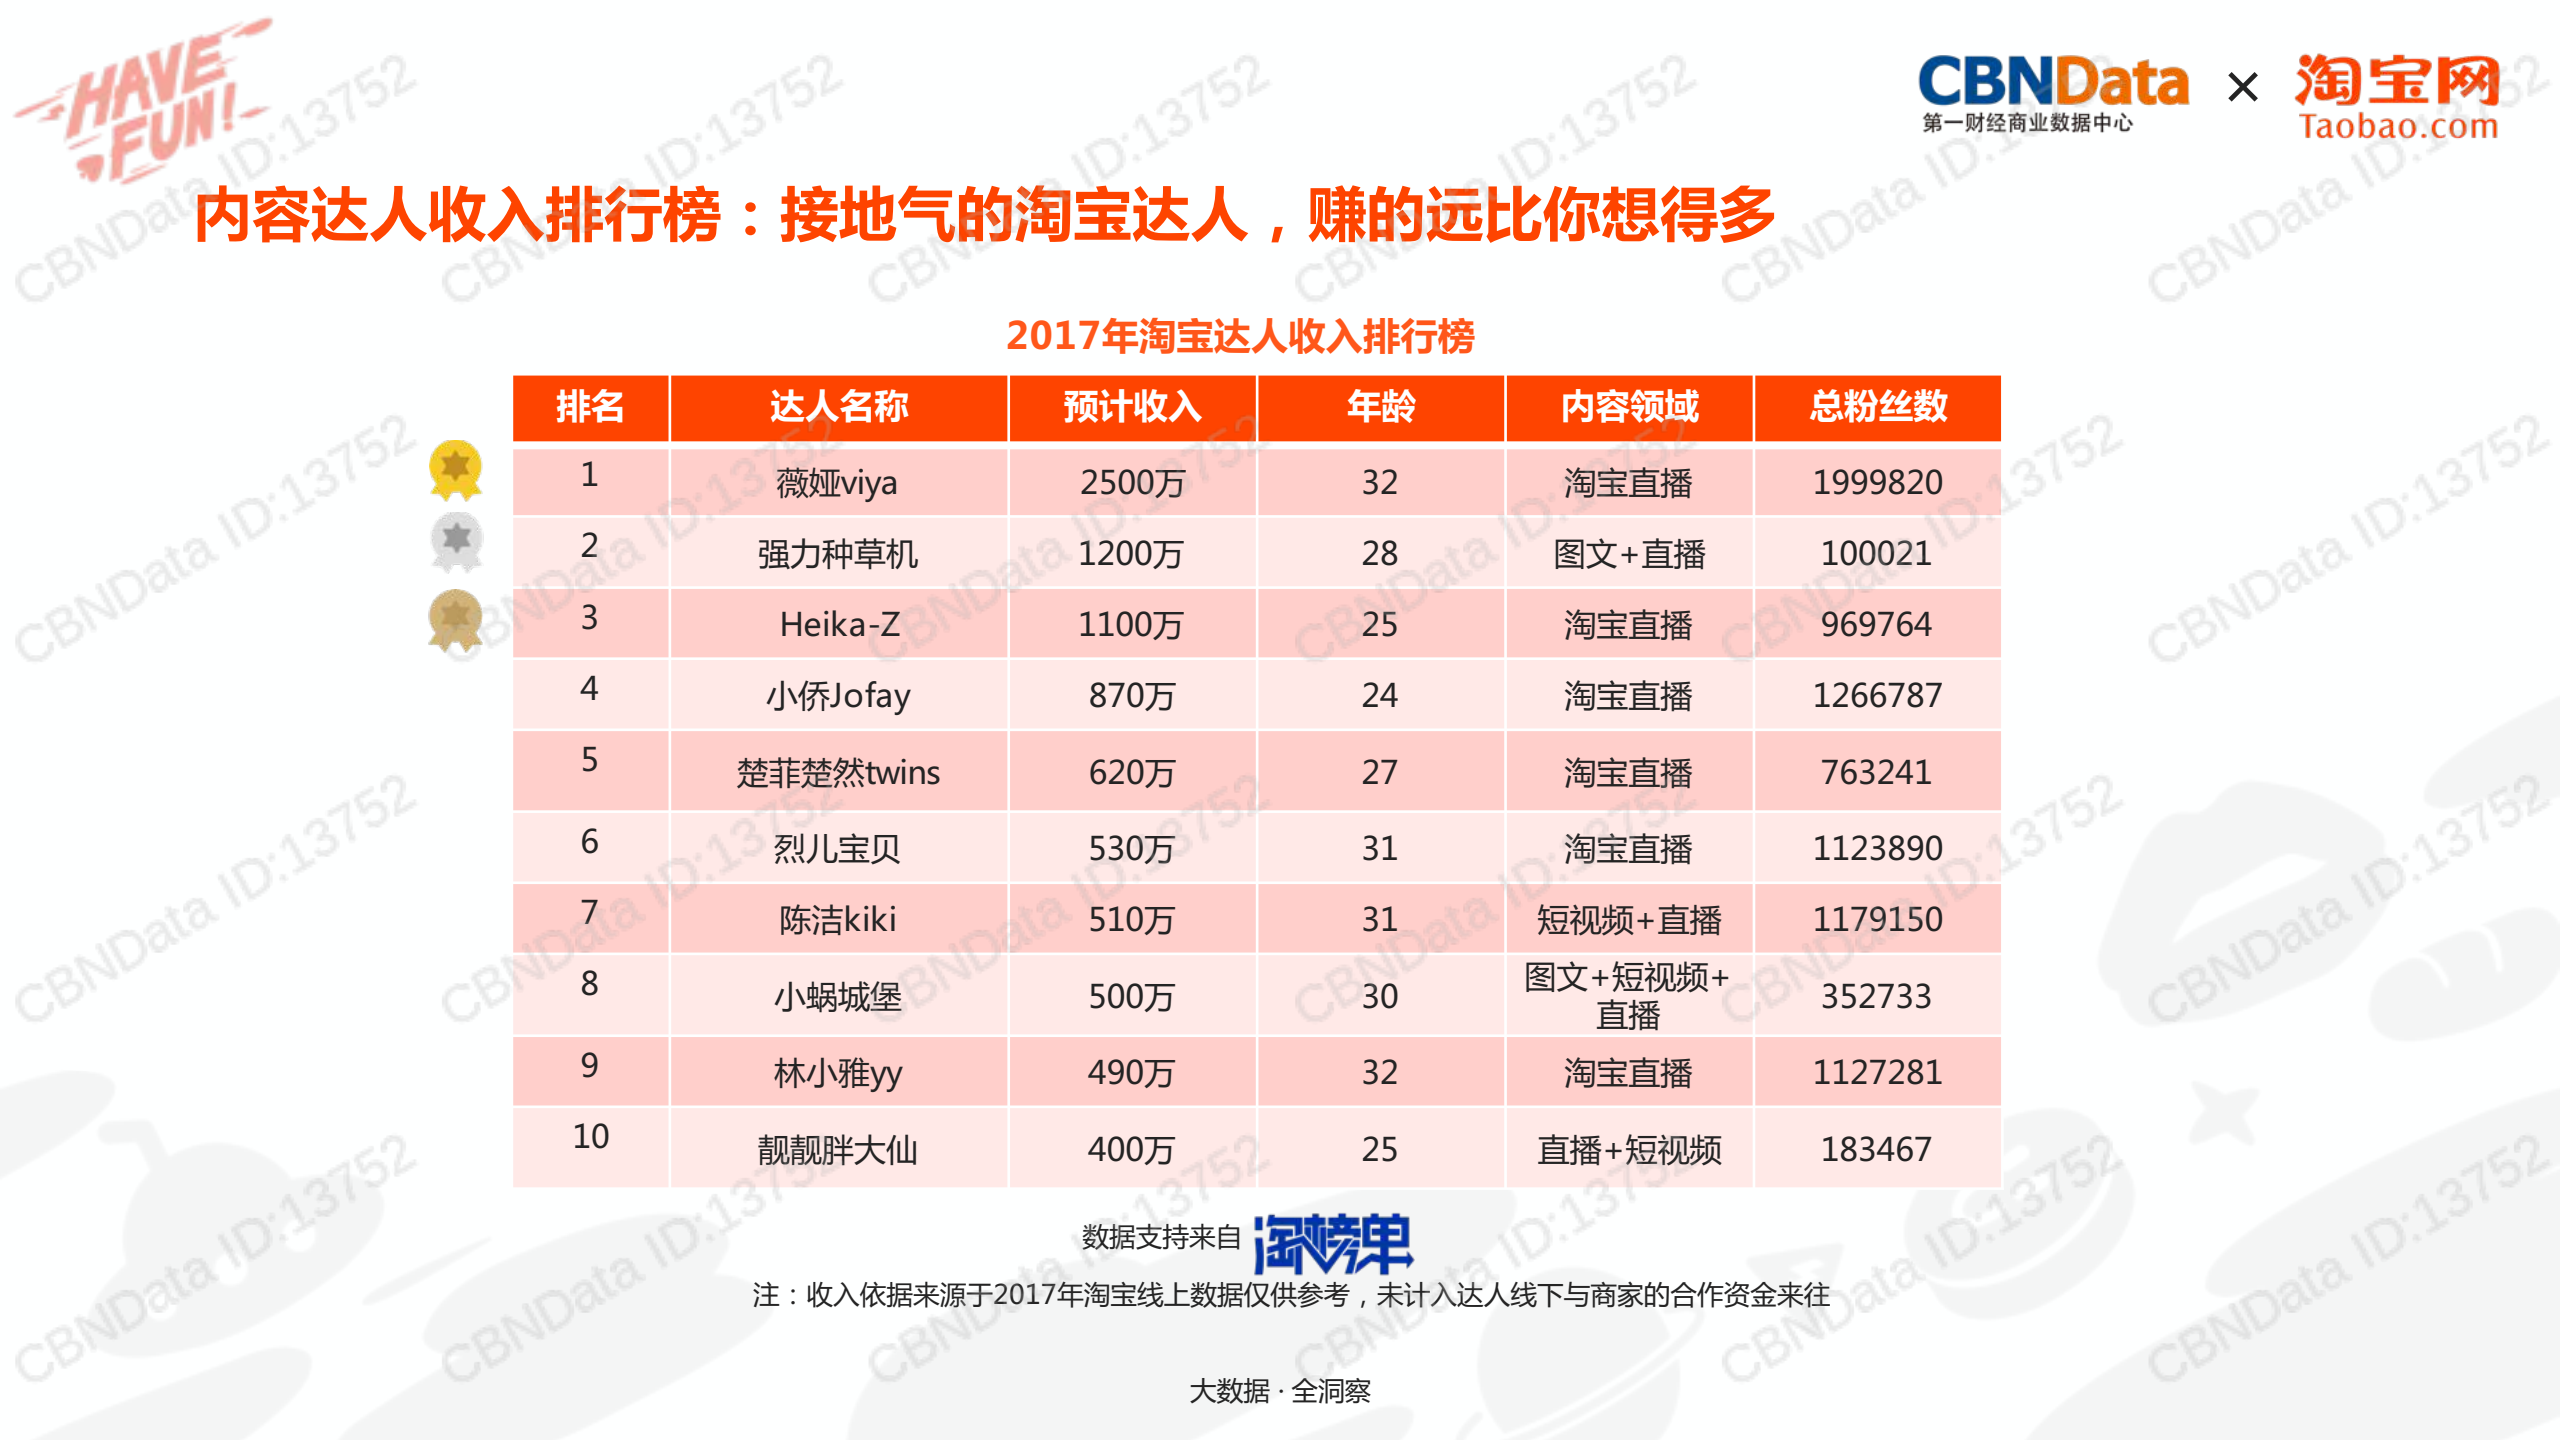 HAVE
FUN!
CBNData × 淘宝网
第一财经商业数据中心 Taobao.com
内容达人收入排行榜：接地气的淘宝达人，赚的远比你想得多
2017年淘宝达人收入排行榜
排名 达人名称 预计收入 年龄 内容领域 总粉丝数
1 薇娅viya 2500万 32 淘宝直播 1999820
2 强力种草机 1200万 28 图文+直播 100021
3 Heika-Z 1100万 25 淘宝直播 969764
4 小侨Jofay 870万 24 淘宝直播 1266787
5 楚菲楚然twins 620万 27 淘宝直播 763241
6 烈儿宝贝 530万 31 淘宝直播 1123890
7 陈洁kiki 510万 31 短视频+直播 1179150
8 小蜗城堡 500万 30 图文+短视频+
直播 352733
9 林小雅yy 490万 32 淘宝直播 1127281
10 靓靓胖大仙 400万 25 直播+短视频 183467
数据支持来自 淘榜单
注：收入依据来源于2017年淘宝线上数据仅供参考，未计入达人线下与商家的合作资金来往
大数据·全洞察
CBNData ID:13752